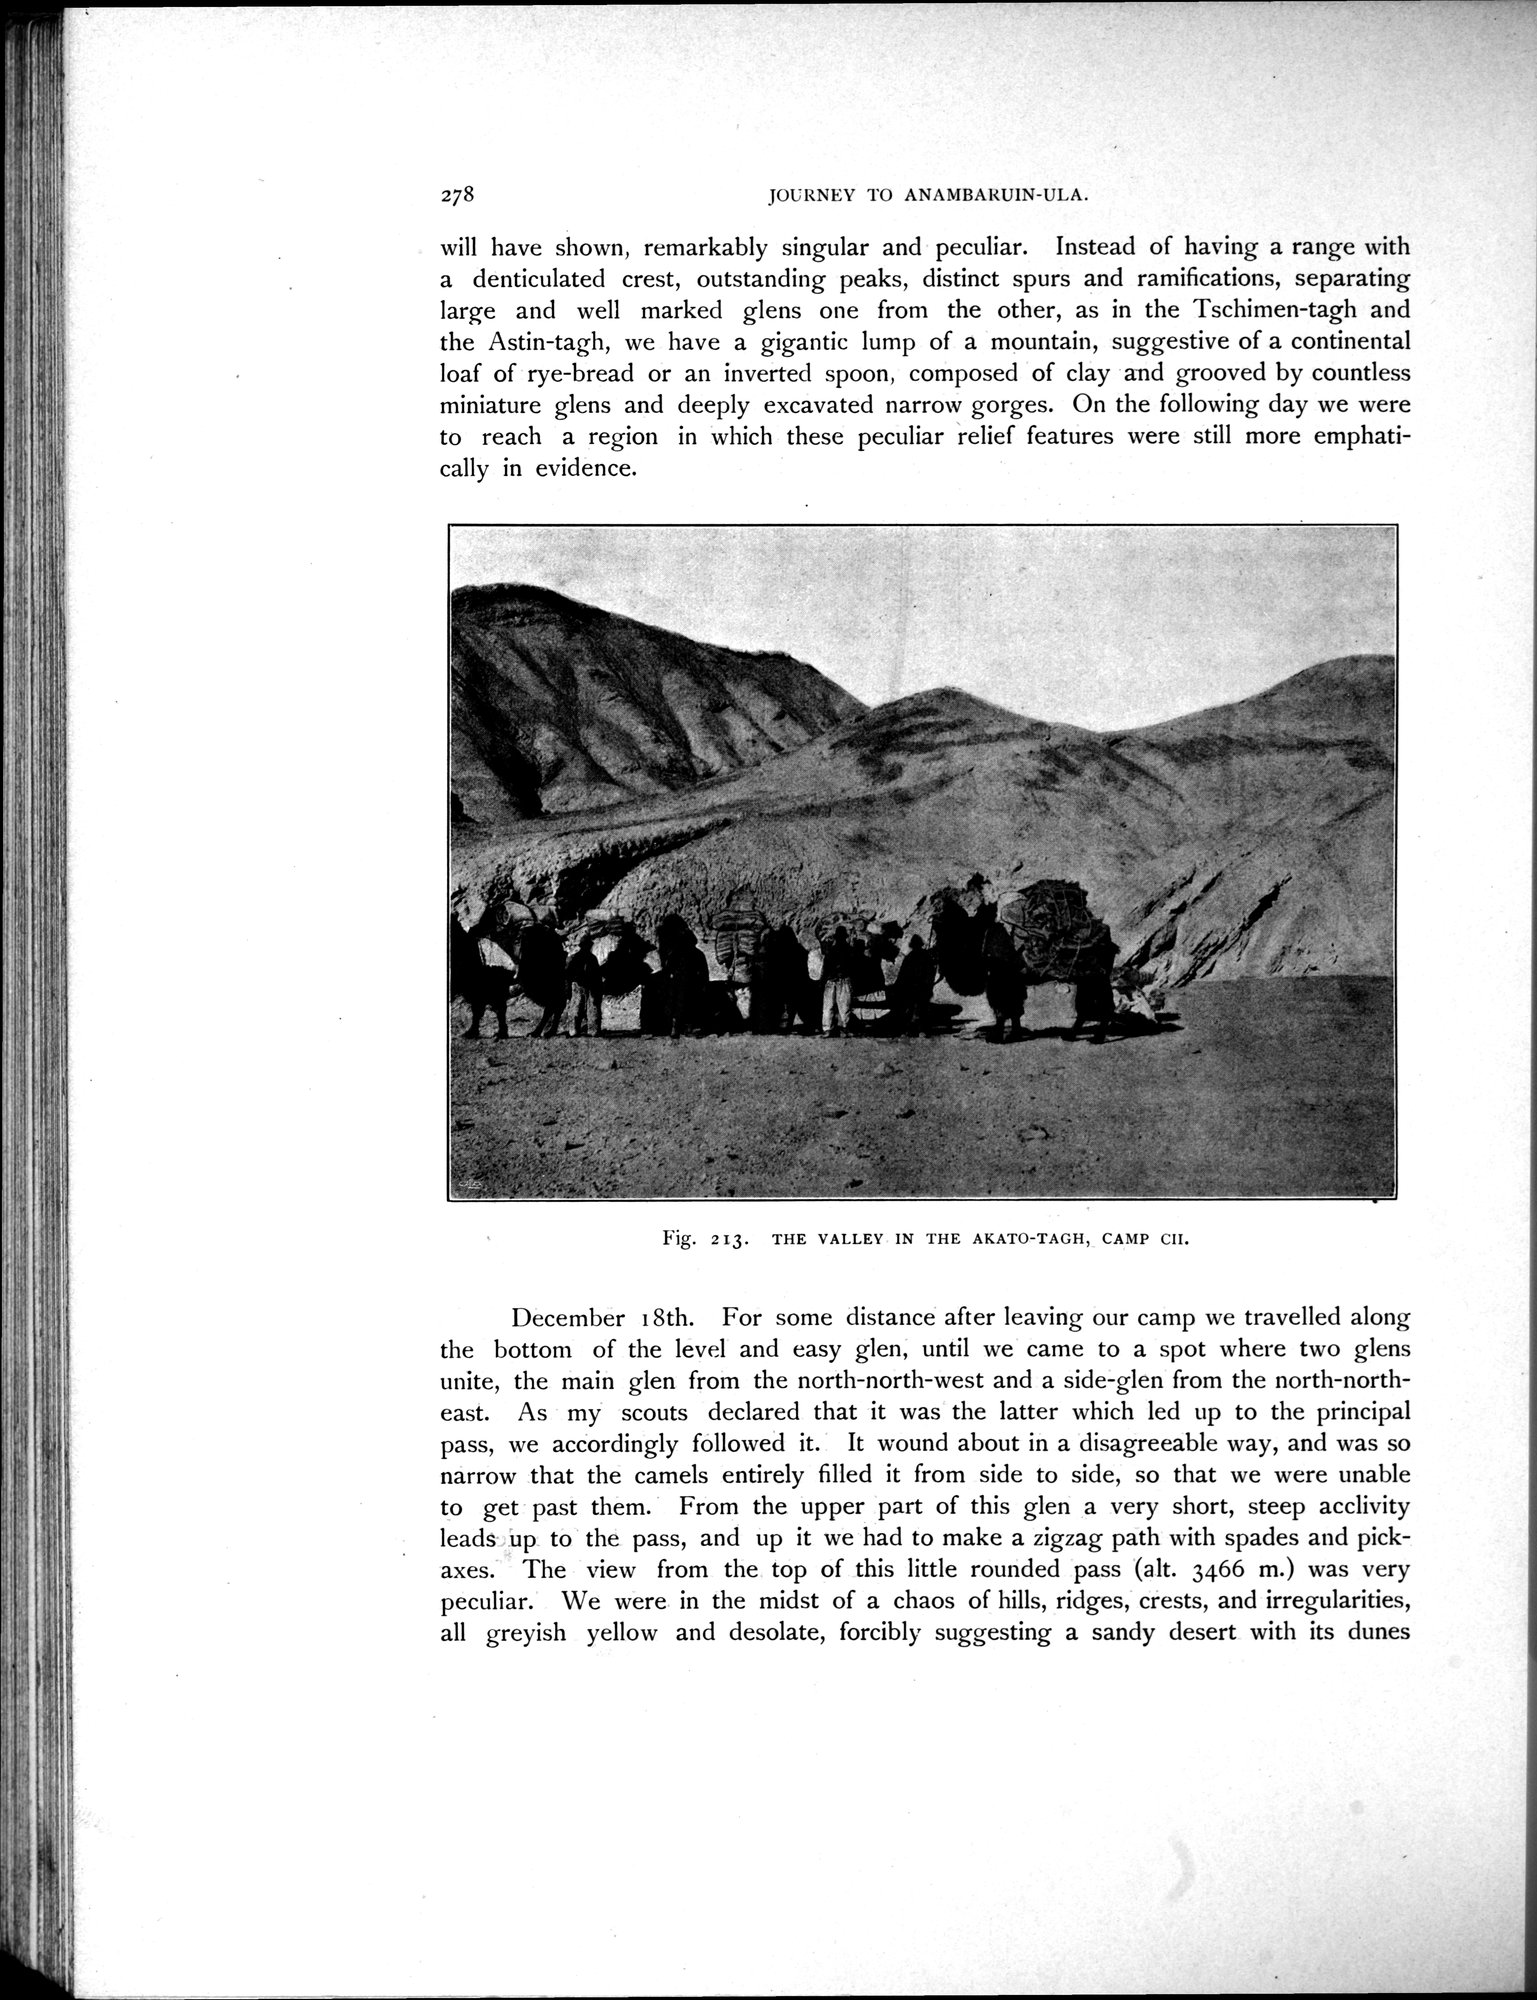 278
JOURNEY TO ANAMBARUIN-ULA.
will have shown, remarkably singular and peculiar. Instead of having a range with
a denticulated crest, outstanding peaks, distinct spurs and ramifications, separating
large and well marked glens one from the other, as in the Tschimen-tagh and
the Astin-tagh, we have a gigantic lump of a mountain, suggestive of a continental
loaf of rye-bread or an inverted spoon, composed of clay and grooved by countless
miniature glens and deeply excavated narrow gorges. On the following day we were
to reach a region in which these peculiar relief features were still more emphati-
cally in evidence.
Fig. 213. THE VALLEY IN THE AKATO-TAGH, CAMP CII.
December 18th. For some distance after leaving our camp we travelled along
the bottom of the level and easy glen, until we came to a spot where two glens
unite, the main glen from the north-north-west and a side-glen from the north-north-
east. As my scouts declared that it was the latter which led up to the principal
pass, we accordingly followed it. It wound about in a disagreeable way, and was so
narrow that the camels entirely filled it from side to side, so that we were unable
to get past them. From the upper part of this glen a very short, steep acclivity
leads up to the pass, and up it we had to make a zigzag path with spades and pick-
axes. The view from the top of this little rounded pass (alt. 3466 m.) was very
peculiar. We were in the midst of a chaos of hills, ridges, crests, and irregularities,
all greyish yellow and desolate, forcibly suggesting a sandy desert with its dunes